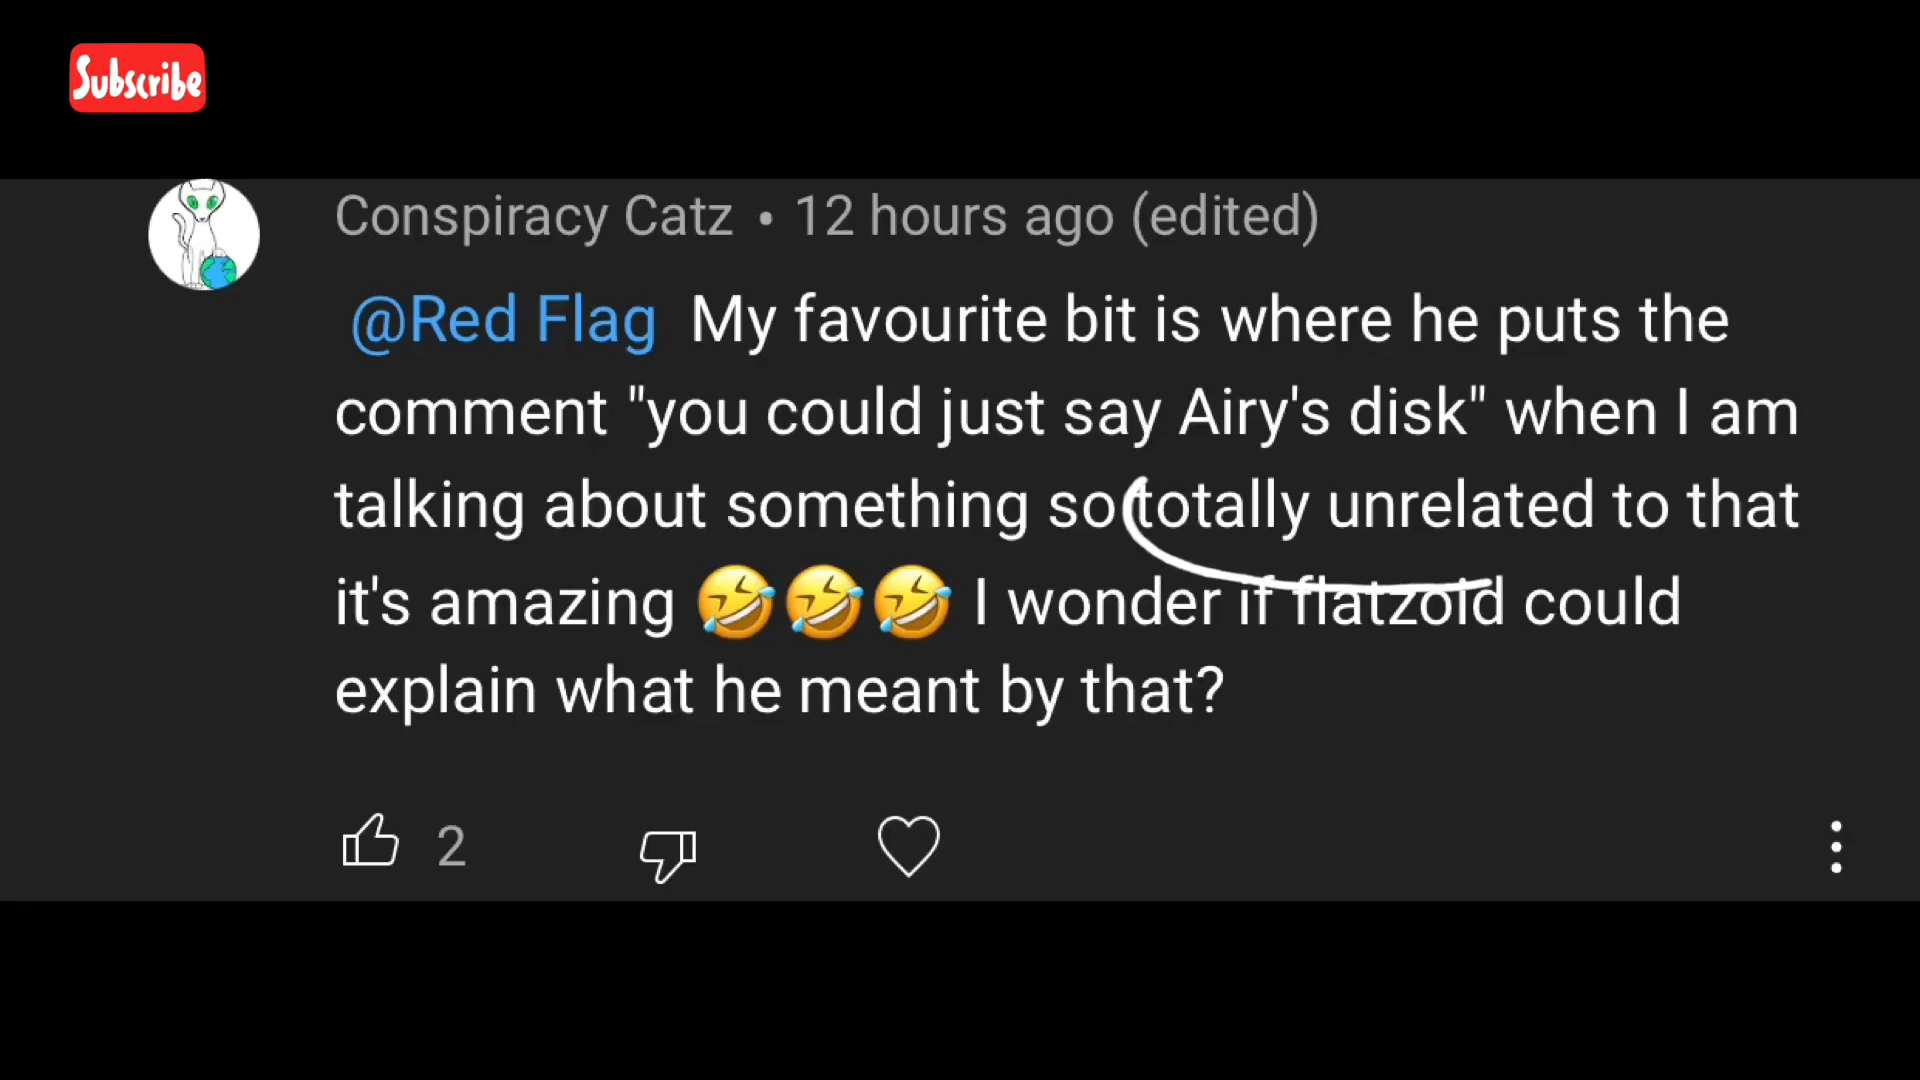 Subscribe
Conspiracy Catz • 12 hours ago (edited)
@Red Flag My favourite bit is where he puts the
comment "you could just say Airy's disk" when I am
talking about something so totally unrelated to that
it's amazing 🤣🤣🤣 I wonder if flatzoid could
explain what he meant by that?
2